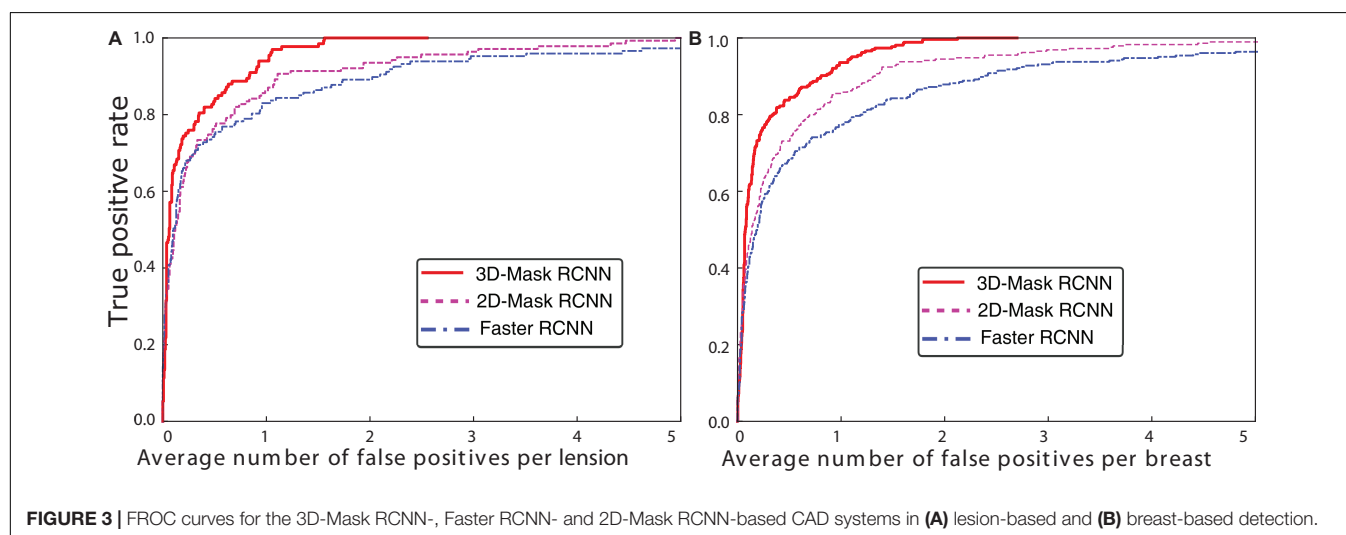 A
1.0
0.8
0.6
0.4
0.2
0.0
True positive rate
3D-Mask RCNN
2D-Mask RCNN
Faster RCNN
0 1 2 3 4 5
Average number of false positives per lension
B
1.0
0.8
0.6
0.4
0.2
0.0
3D-Mask RCNN
2D-Mask RCNN
Faster RCNN
0 1 2 3 4 5
Average number of false positives per breast
FIGURE 3 | FROC curves for the 3D-Mask RCNN-, Faster RCNN- and 2D-Mask RCNN-based CAD systems in (A) lesion-based and (B) breast-based detection.